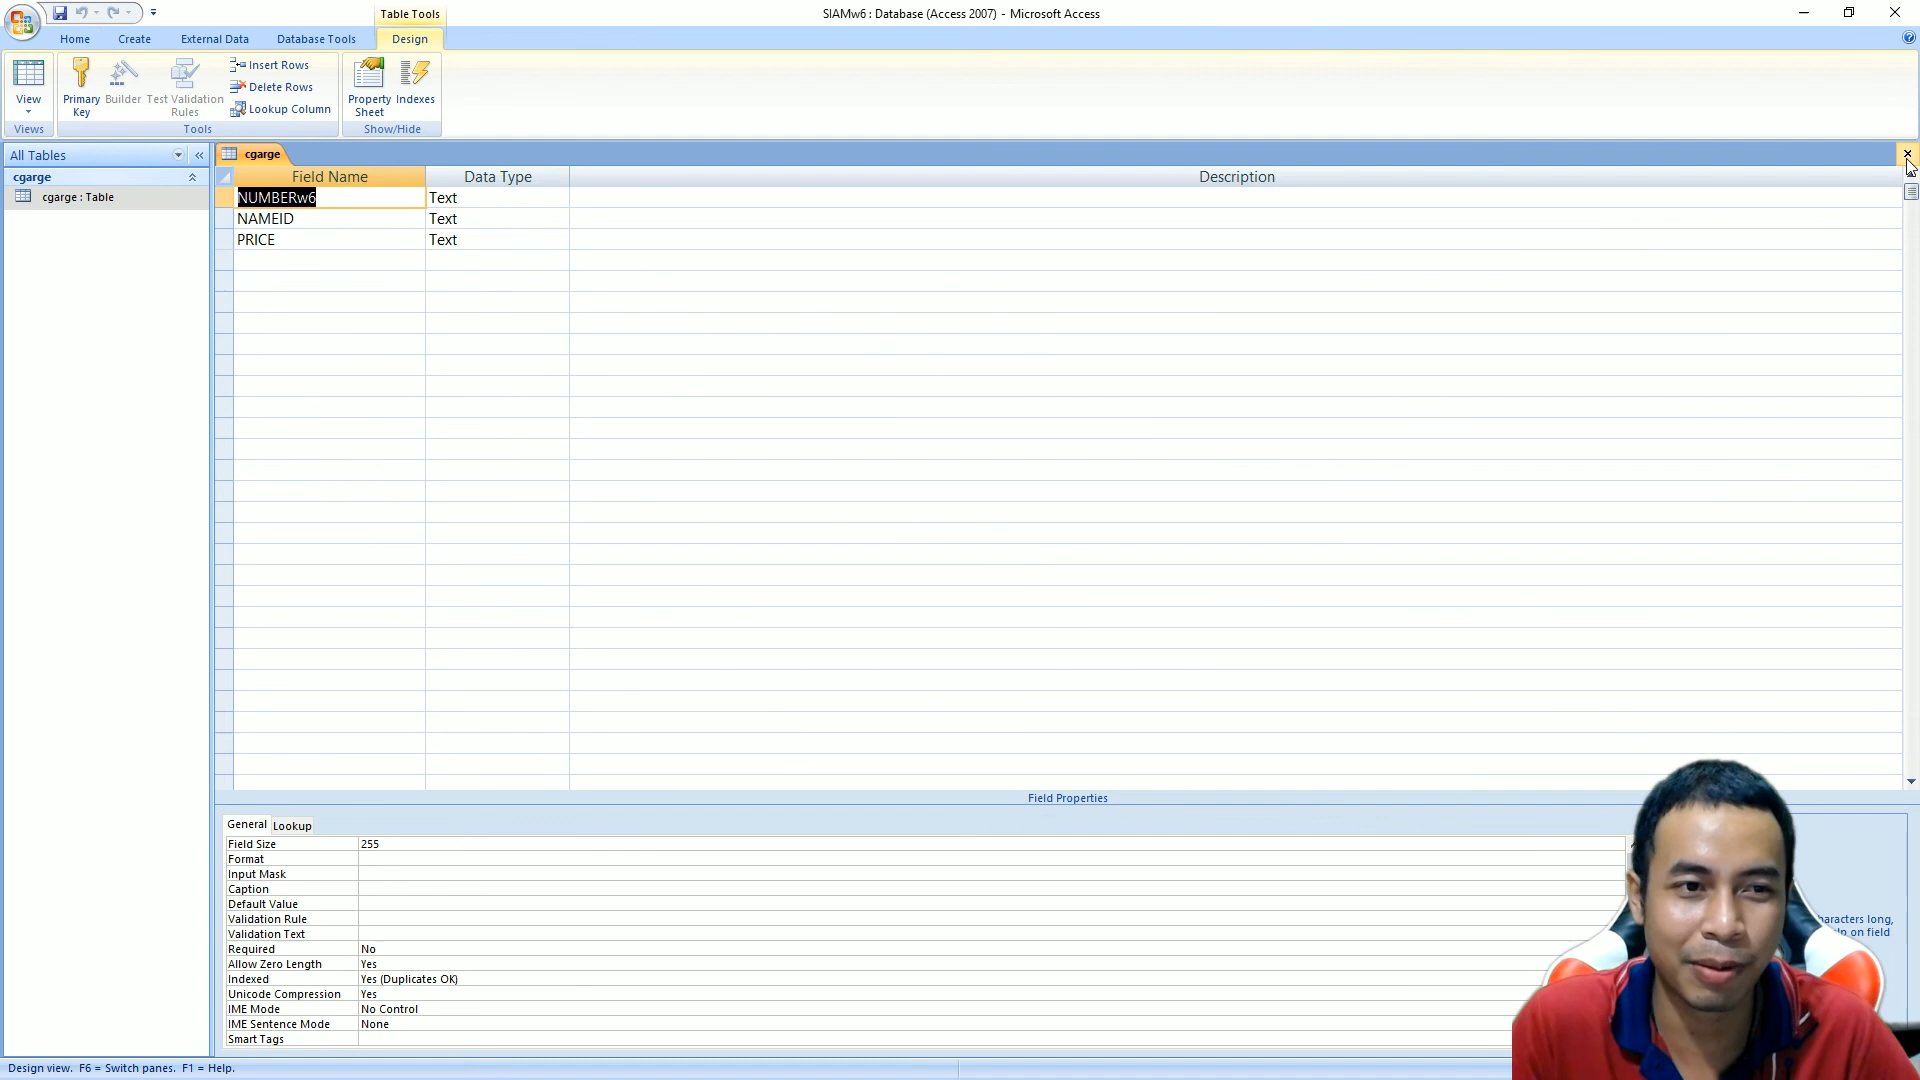 SIAMw6 : Database (Access 2007) - Microsoft Access
Table Tools
Home
Create
External Data
Database Tools
Design
View
Primary Key
Builder
Test Validation Rules
Insert Rows
Delete Rows
Lookup Column
Property Sheet
Indexes
Views
Tools
Show/Hide
All Tables
cgarge
cgarge : Table
cgarge
Field Name Data Type Description
NUMBERw6 Text
NAMEID Text
PRICE Text
Field Properties
General Lookup
Field Size 255
Format
Input Mask
Caption
Default Value
Validation Rule
Validation Text
Required No
Allow Zero Length Yes
Indexed Yes (Duplicates OK)
Unicode Compression Yes
IME Mode No Control
IME Sentence Mode None
Smart Tags
characters long,
on field
Design view. F6 = Switch panes. F1 = Help.